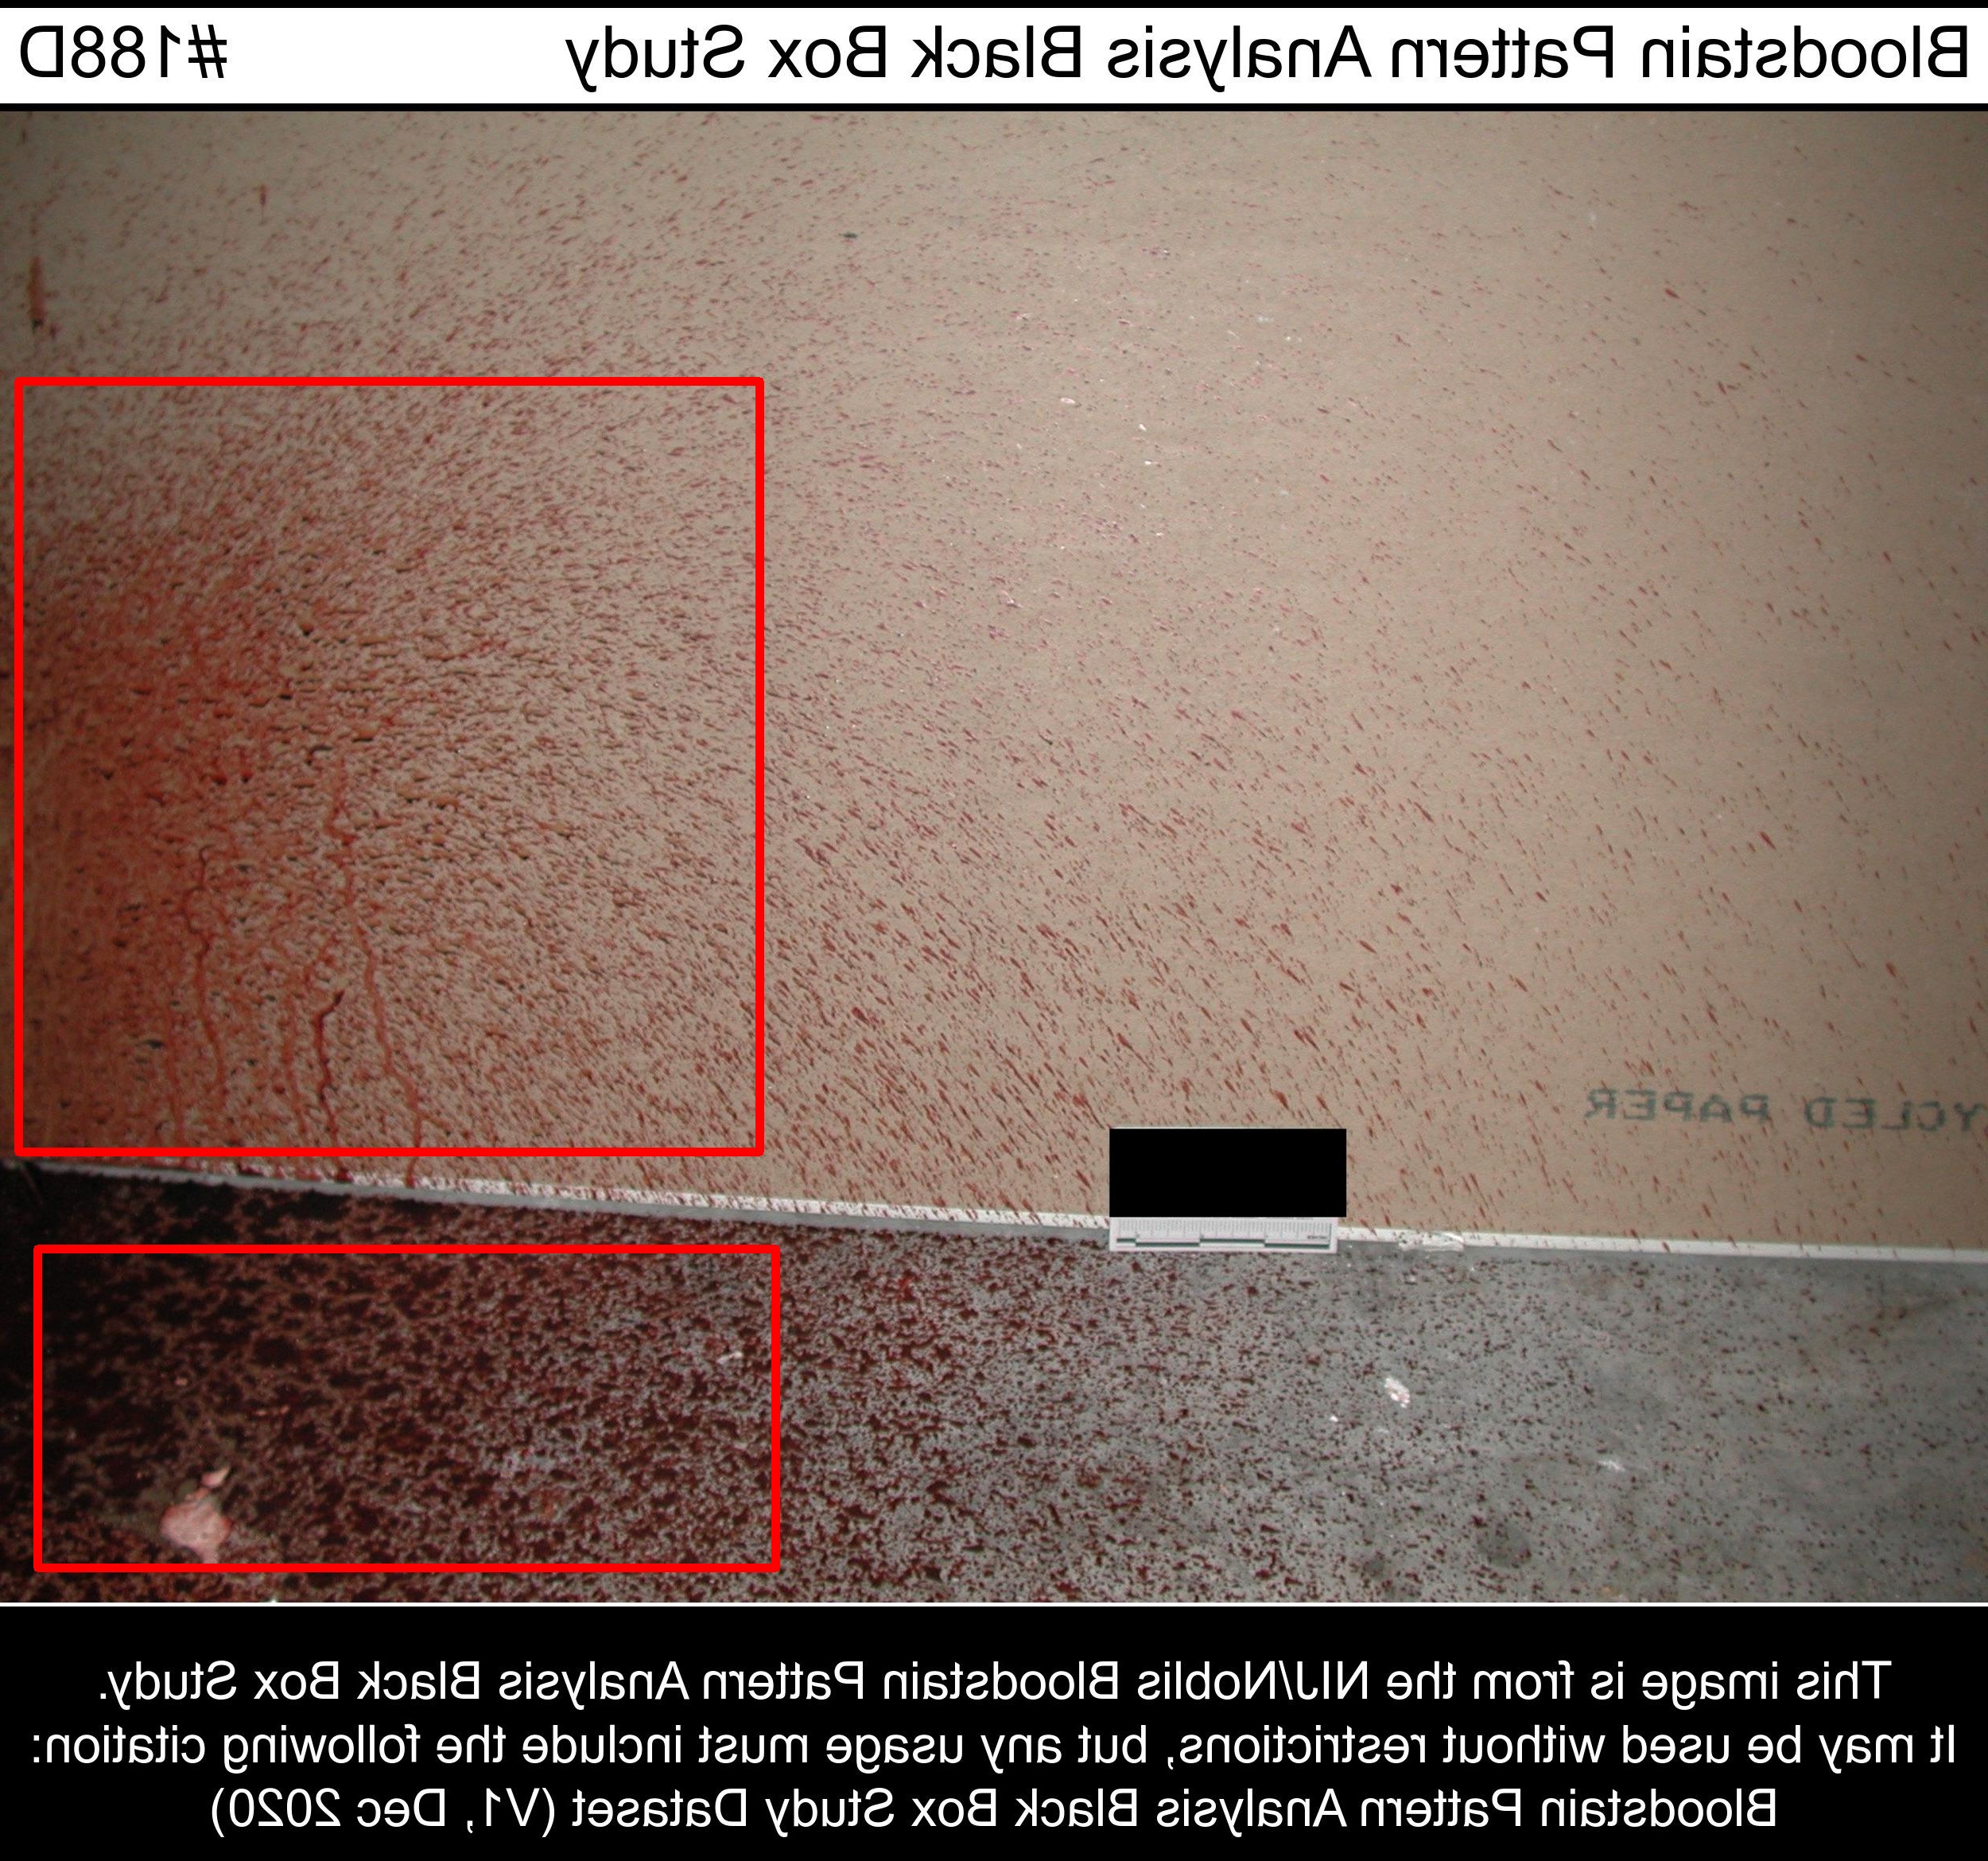 Bloodstain Pattern Analysis Black Box Study #188D
YCLED PAPER
This image is from the NIJ/Noblis Bloodstain Pattern Analysis Black Box Study.
It may be used without restrictions, but any usage must include the following citation:
Bloodstain Pattern Analysis Black Box Study Dataset (V1, Dec 2020)